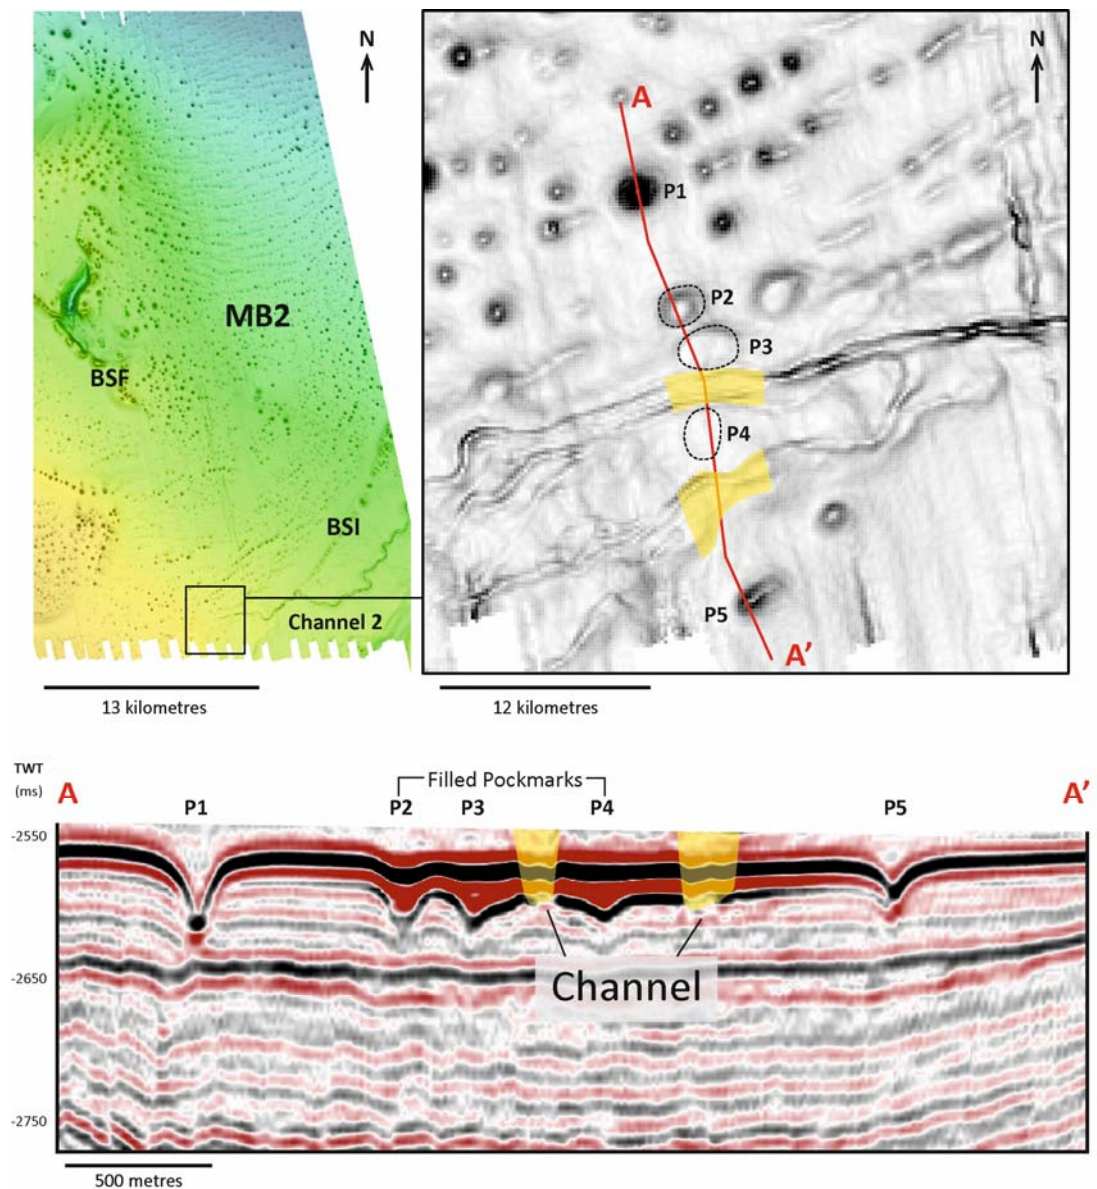 N
MB2
BSF
BSI
Channel 2
13 kilometres
N
A
P1
P2
P3
P4
P5
A'
12 kilometres
TWT
(ms)
A
A'
Filled Pockmarks
P1
P2
P3
P4
P5
-2550
-2650
-2750
Channel
500 metres